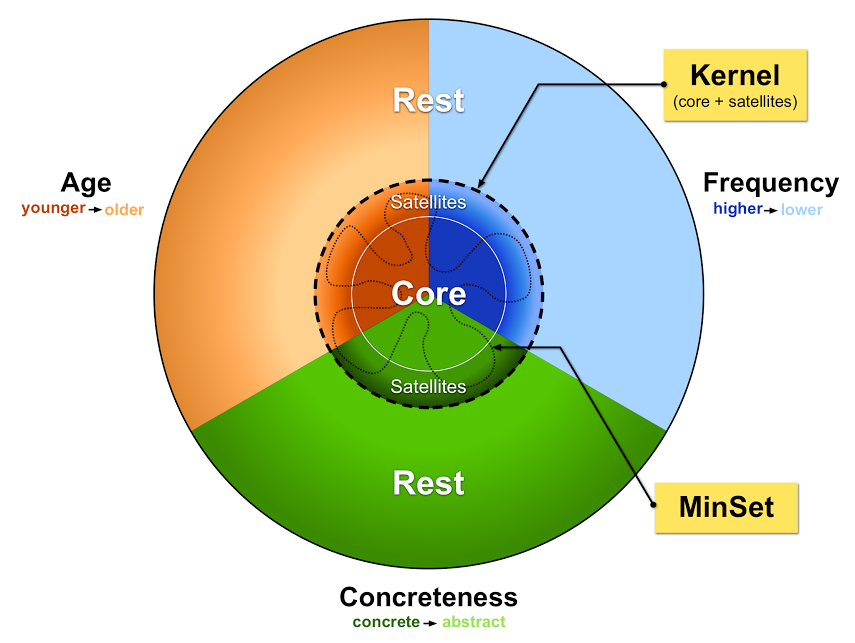 Kernel
(core + satellites)
Rest
Age
younger → older
Frequency
higher → lower
Satellites
Core
Satellites
Rest
MinSet
Concreteness
concrete → abstract